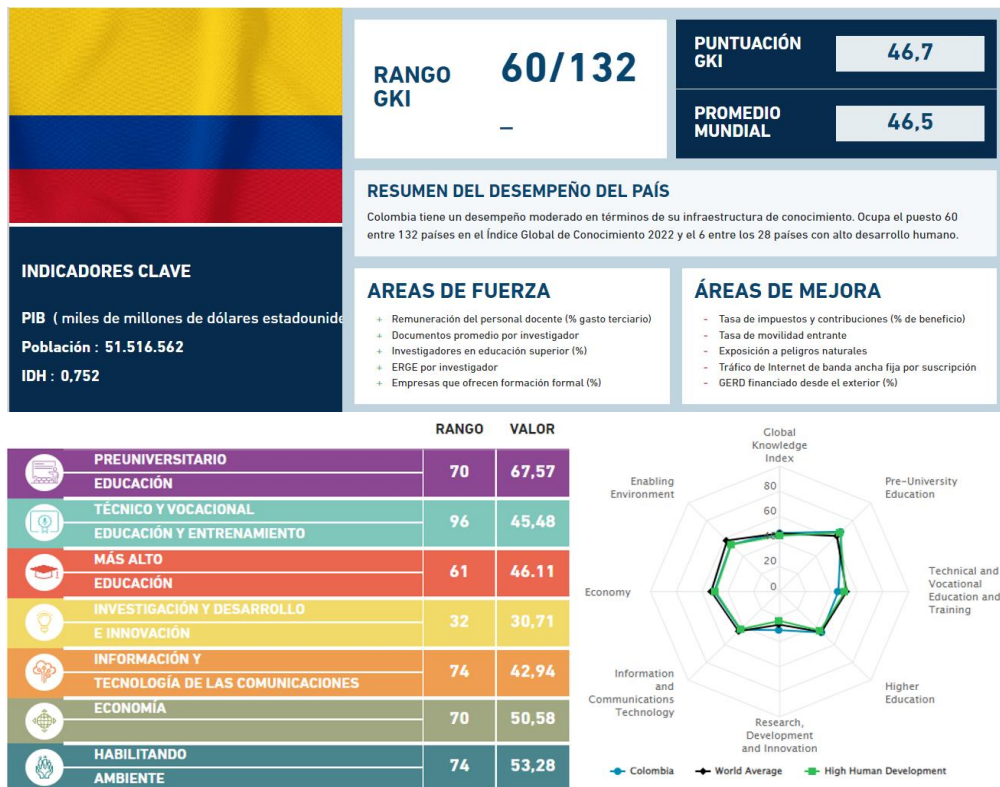 RANGO
GKI
60/132
–
PUNTUACIÓN
GKI
46,7
PROMEDIO
MUNDIAL
46,5
RESUMEN DEL DESEMPEÑO DEL PAÍS
Colombia tiene un desempeño moderado en términos de su infraestructura de conocimiento. Ocupa el puesto 60
entre 132 países en el Índice Global de Conocimiento 2022 y el 6 entre los 28 países con alto desarrollo humano.
INDICADORES CLAVE
PIB ( miles de millones de dólares estadounide
Población : 51.516.562
IDH : 0,752
AREAS DE FUERZA
+ Remuneración del personal docente (% gasto terciario)
+ Documentos promedio por investigador
+ Investigadores en educación superior (%)
+ ERGE por investigador
+ Empresas que ofrecen formación formal (%)
ÁREAS DE MEJORA
- Tasa de impuestos y contribuciones (% de beneficio)
- Tasa de movilidad entrante
- Exposición a peligros naturales
- Tráfico de Internet de banda ancha fija por suscripción
- GERD financiado desde el exterior (%)
RANGO VALOR
PREUNIVERSITARIO
EDUCACIÓN
70 67,57
TÉCNICO Y VOCACIONAL
EDUCACIÓN Y ENTRENAMIENTO
96 45,48
MÁS ALTO
EDUCACIÓN
61 46.11
INVESTIGACIÓN Y DESARROLLO
E INNOVACIÓN
32 30,71
INFORMACIÓN Y
TECNOLOGÍA DE LAS COMUNICACIONES
74 42,94
ECONOMÍA
70 50,58
HABILITANDO
AMBIENTE
74 53,28
Global
Knowledge
Index
Pre-University
Education
Technical and
Vocational
Education and
Training
Higher
Education
Research,
Development
and Innovation
Information
and
Communications
Technology
Economy
Enabling
Environment
80
60
40
20
0
Colombia World Average High Human Development